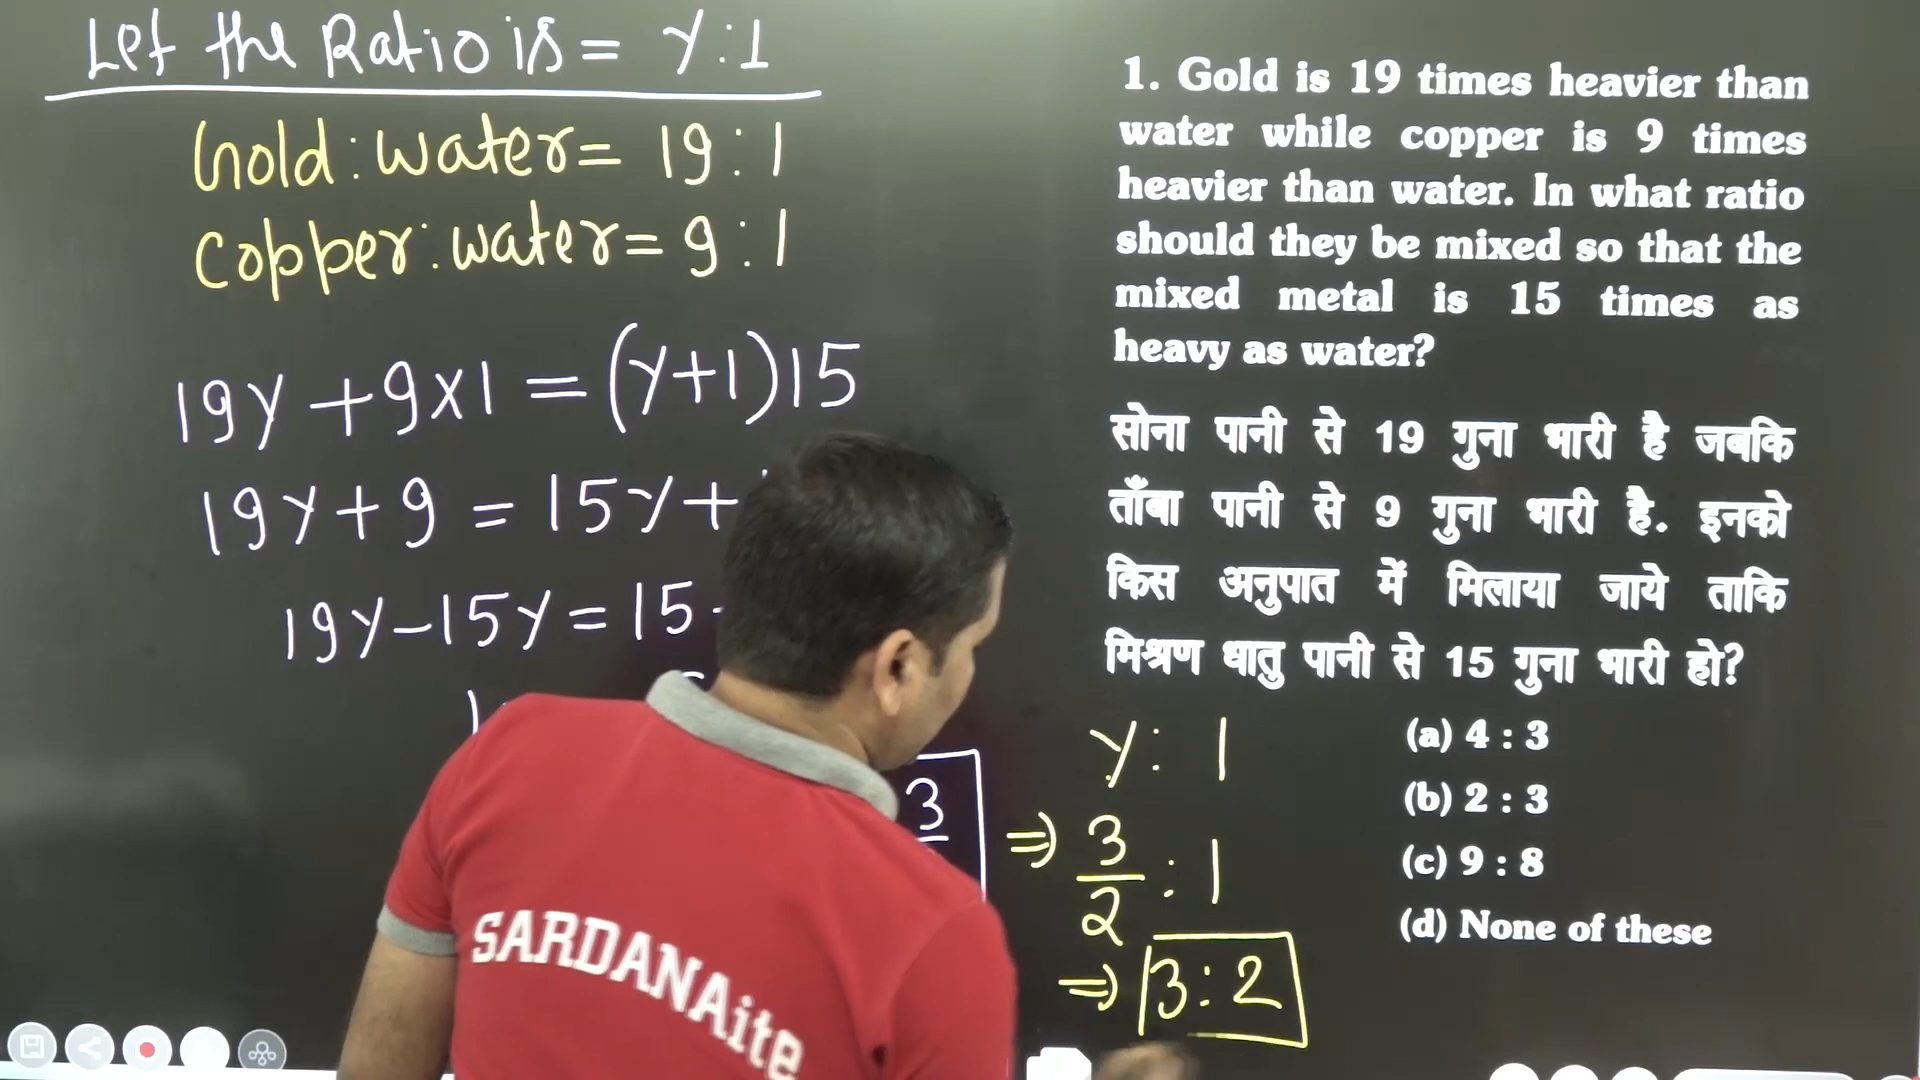 Let the Ratio is = y:1
Gold:water= 19:1
Copper:water= 9:1
19y+9x1 = (y+1)15
19y+9 = 15y+
19y-15y = 15
3
1. Gold is 19 times heavier than
water while copper is 9 times
heavier than water. In what ratio
should they be mixed so that the
mixed metal is 15 times as
heavy as water?
सोना पानी से 19 गुना भारी है जबकि
ताँबा पानी से 9 गुना भारी है. इनको
किस अनुपात में मिलाया जाये ताकि
मिश्रण धातु पानी से 15 गुना भारी हो?
y: 1
⇒ 3/2 : 1
⇒ 3:2
(a) 4 : 3
(b) 2 : 3
(c) 9 : 8
(d) None of these
SARDANAite